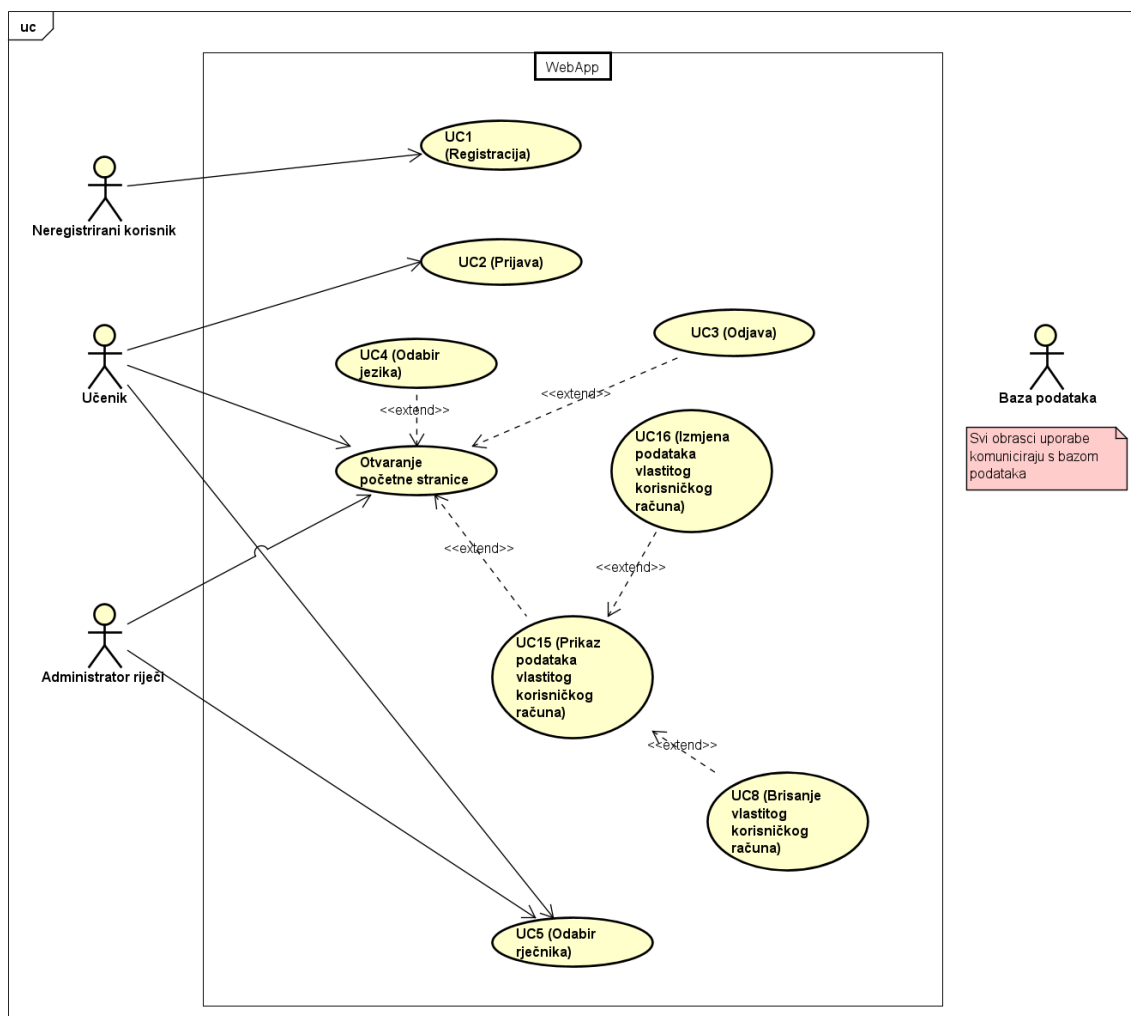 uc
WebApp
UC1
(Registracija)
Neregistrirani korisnik
UC2 (Prijava)
UC3 (Odjava)
Učenik
UC4 (Odabir
jezika)
<<extend>>
<<extend>>
Baza podataka
Svi obrasci uporabe
komuniciraju s bazom
podataka
UC16 (Izmjena
podataka
vlastitog
korisničkog
računa)
Otvaranje
početne stranice
<<extend>>
<<extend>>
Administrator riječi
UC15 (Prikaz
podataka
vlastitog
korisničkog
računa)
<<extend>>
UC8 (Brisanje
vlastitog
korisničkog
računa)
UC5 (Odabir
rječnika)